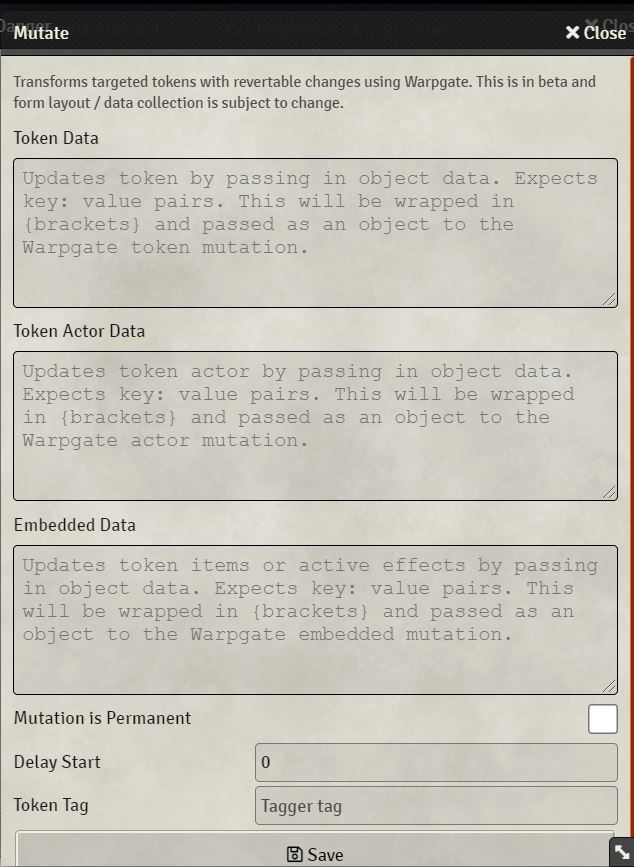 Danger
Close
Mutate
Close
Transforms targeted tokens with revertable changes using Warpgate. This is in beta and
form layout / data collection is subject to change.
Token Data
Updates token by passing in object data. Expects
key: value pairs. This will be wrapped in
{brackets} and passed as an object to the
Warpgate token mutation.
Token Actor Data
Updates token actor by passing in object data.
Expects key: value pairs. This will be wrapped
in {brackets} and passed as an object to the
Warpgate actor mutation.
Embedded Data
Updates token items or active effects by passing
in object data. Expects key: value pairs. This
will be wrapped in {brackets} and passed as an
object to the Warpgate embedded mutation.
Mutation is Permanent
Delay Start
0
Token Tag
Tagger tag
Save